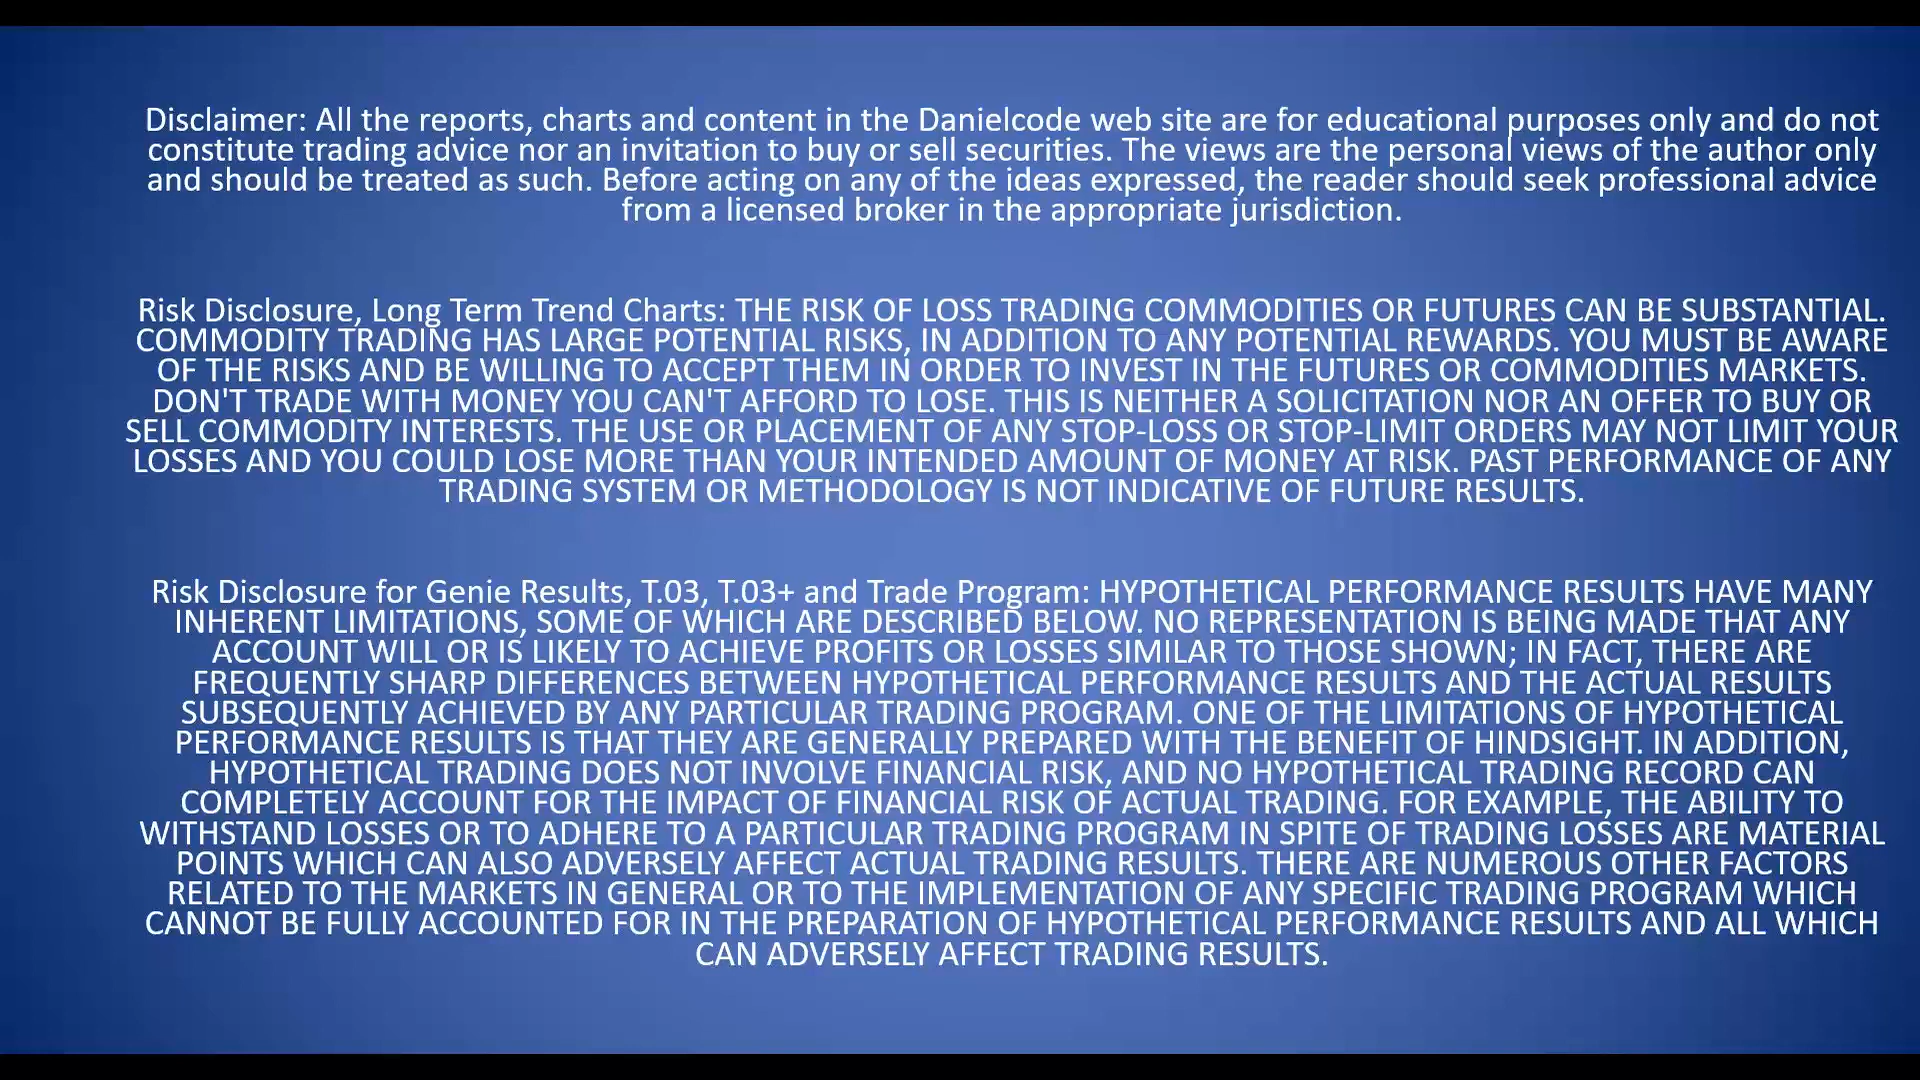 Disclaimer: All the reports, charts and content in the Danielcode web site are for educational purposes only and do not
constitute trading advice nor an invitation to buy or sell securities. The views are the personal views of the author only
and should be treated as such. Before acting on any of the ideas expressed, the reader should seek professional advice
from a licensed broker in the appropriate jurisdiction.
Risk Disclosure, Long Term Trend Charts: THE RISK OF LOSS TRADING COMMODITIES OR FUTURES CAN BE SUBSTANTIAL.
COMMODITY TRADING HAS LARGE POTENTIAL RISKS, IN ADDITION TO ANY POTENTIAL REWARDS. YOU MUST BE AWARE
OF THE RISKS AND BE WILLING TO ACCEPT THEM IN ORDER TO INVEST IN THE FUTURES OR COMMODITIES MARKETS.
DON'T TRADE WITH MONEY YOU CAN'T AFFORD TO LOSE. THIS IS NEITHER A SOLICITATION NOR AN OFFER TO BUY OR
SELL COMMODITY INTERESTS. THE USE OR PLACEMENT OF ANY STOP-LOSS OR STOP-LIMIT ORDERS MAY NOT LIMIT YOUR
LOSSES AND YOU COULD LOSE MORE THAN YOUR INTENDED AMOUNT OF MONEY AT RISK. PAST PERFORMANCE OF ANY
TRADING SYSTEM OR METHODOLOGY IS NOT INDICATIVE OF FUTURE RESULTS.
Risk Disclosure for Genie Results, T.03, T.03+ and Trade Program: HYPOTHETICAL PERFORMANCE RESULTS HAVE MANY
INHERENT LIMITATIONS, SOME OF WHICH ARE DESCRIBED BELOW. NO REPRESENTATION IS BEING MADE THAT ANY
ACCOUNT WILL OR IS LIKELY TO ACHIEVE PROFITS OR LOSSES SIMILAR TO THOSE SHOWN; IN FACT, THERE ARE
FREQUENTLY SHARP DIFFERENCES BETWEEN HYPOTHETICAL PERFORMANCE RESULTS AND THE ACTUAL RESULTS
SUBSEQUENTLY ACHIEVED BY ANY PARTICULAR TRADING PROGRAM. ONE OF THE LIMITATIONS OF HYPOTHETICAL
PERFORMANCE RESULTS IS THAT THEY ARE GENERALLY PREPARED WITH THE BENEFIT OF HINDSIGHT. IN ADDITION,
HYPOTHETICAL TRADING DOES NOT INVOLVE FINANCIAL RISK, AND NO HYPOTHETICAL TRADING RECORD CAN
COMPLETELY ACCOUNT FOR THE IMPACT OF FINANCIAL RISK OF ACTUAL TRADING. FOR EXAMPLE, THE ABILITY TO
WITHSTAND LOSSES OR TO ADHERE TO A PARTICULAR TRADING PROGRAM IN SPITE OF TRADING LOSSES ARE MATERIAL
POINTS WHICH CAN ALSO ADVERSELY AFFECT ACTUAL TRADING RESULTS. THERE ARE NUMEROUS OTHER FACTORS
RELATED TO THE MARKETS IN GENERAL OR TO THE IMPLEMENTATION OF ANY SPECIFIC TRADING PROGRAM WHICH
CANNOT BE FULLY ACCOUNTED FOR IN THE PREPARATION OF HYPOTHETICAL PERFORMANCE RESULTS AND ALL WHICH
CAN ADVERSELY AFFECT TRADING RESULTS.